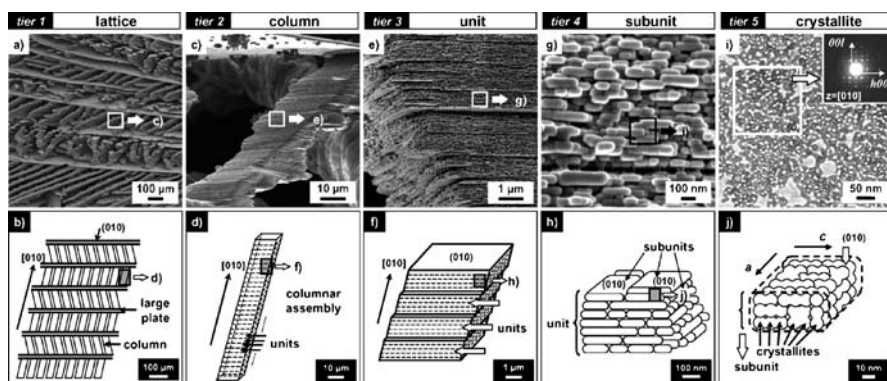 tier 1 lattice
tier 2 column
tier 3 unit
tier 4 subunit
tier 5 crystallite
a)
c)
100 µm
c)
e)
10 µm
e)
g)
1 µm
g)
100 nm
i)
00l
h00
z=[010]
50 nm
b)
(010)
[010]
d)
large
plate
column
100 µm
d)
[010]
f)
columnar
assembly
units
10 µm
f)
(010)
[010]
h)
units
1 µm
h)
subunits
(010)
(010)
j)
unit
100 nm
j)
c
(010)
a
crystallites
subunit
10 nm